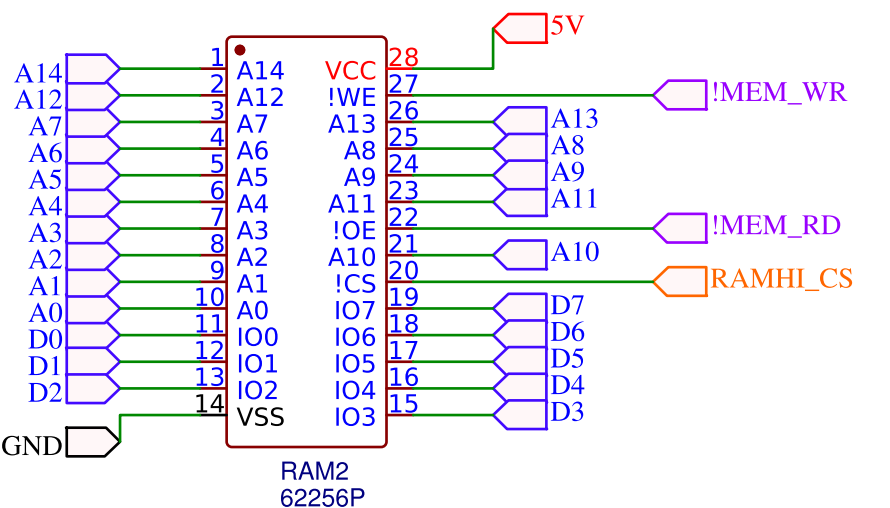 5V
A14 1 A14 VCC 28
A12 2 A12 !WE 27 !MEM_WR
A7 3 A7 A13 26 A13
A6 4 A6 A8 25 A8
A5 5 A5 A9 24 A9
A4 6 A4 A11 23 A11
A3 7 A3 !OE 22 !MEM_RD
A2 8 A2 A10 21 A10
A1 9 A1 !CS 20 RAMHI_CS
A0 10 A0 IO7 19 D7
D0 11 IO0 IO6 18 D6
D1 12 IO1 IO5 17 D5
D2 13 IO2 IO4 16 D4
14 VSS IO3 15 D3
GND
RAM2
62256P